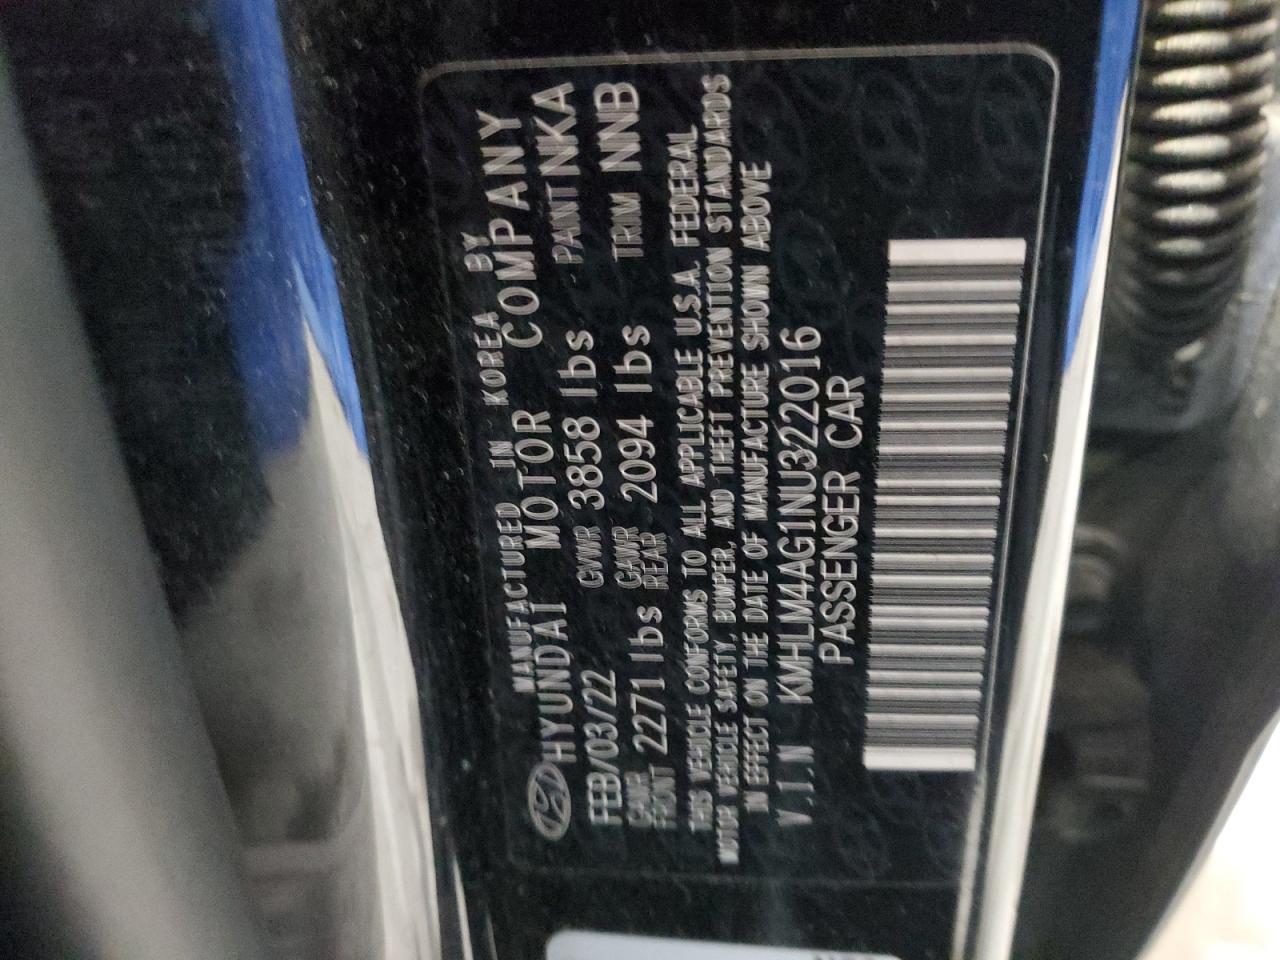 MANUFACTURED IN KOREA BY
HYUNDAI MOTOR COMPANY
FEB/03/22 GVWR 3858 lbs PAINT NKA
GAWR FRONT 2271 lbs GAWR REAR 2094 lbs TRIM NNB
THIS VEHICLE CONFORMS TO ALL APPLICABLE U.S.A. FEDERAL
MOTOR VEHICLE SAFETY, BUMPER, AND THEFT PREVENTION STANDARDS
IN EFFECT ON THE DATE OF MANUFACTURE SHOWN ABOVE
V.I.N KMHLM4AG1NU322016
PASSENGER CAR